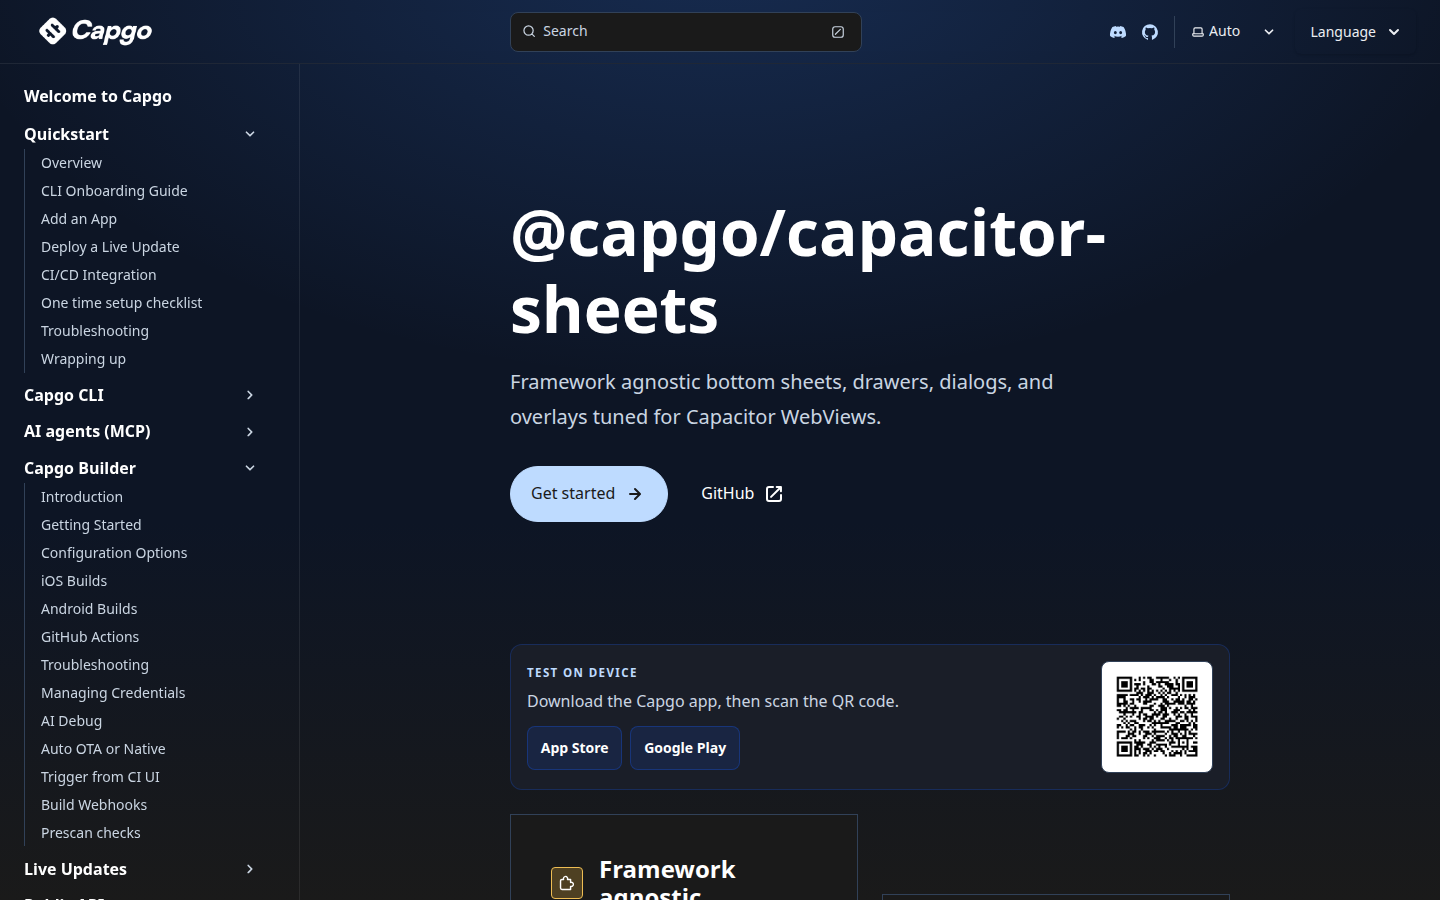 Capgo
Search
Auto
Language
Welcome to Capgo
Quickstart
Overview
CLI Onboarding Guide
Add an App
Deploy a Live Update
CI/CD Integration
One time setup checklist
Troubleshooting
Wrapping up
Capgo CLI
AI agents (MCP)
Capgo Builder
Introduction
Getting Started
Configuration Options
iOS Builds
Android Builds
GitHub Actions
Troubleshooting
Managing Credentials
AI Debug
Auto OTA or Native
Trigger from CI UI
Build Webhooks
Prescan checks
Live Updates
@capgo/capacitor-
sheets
Framework agnostic bottom sheets, drawers, dialogs, and
overlays tuned for Capacitor WebViews.
Get started
GitHub
TEST ON DEVICE
Download the Capgo app, then scan the QR code.
App Store
Google Play
Framework
agnostic